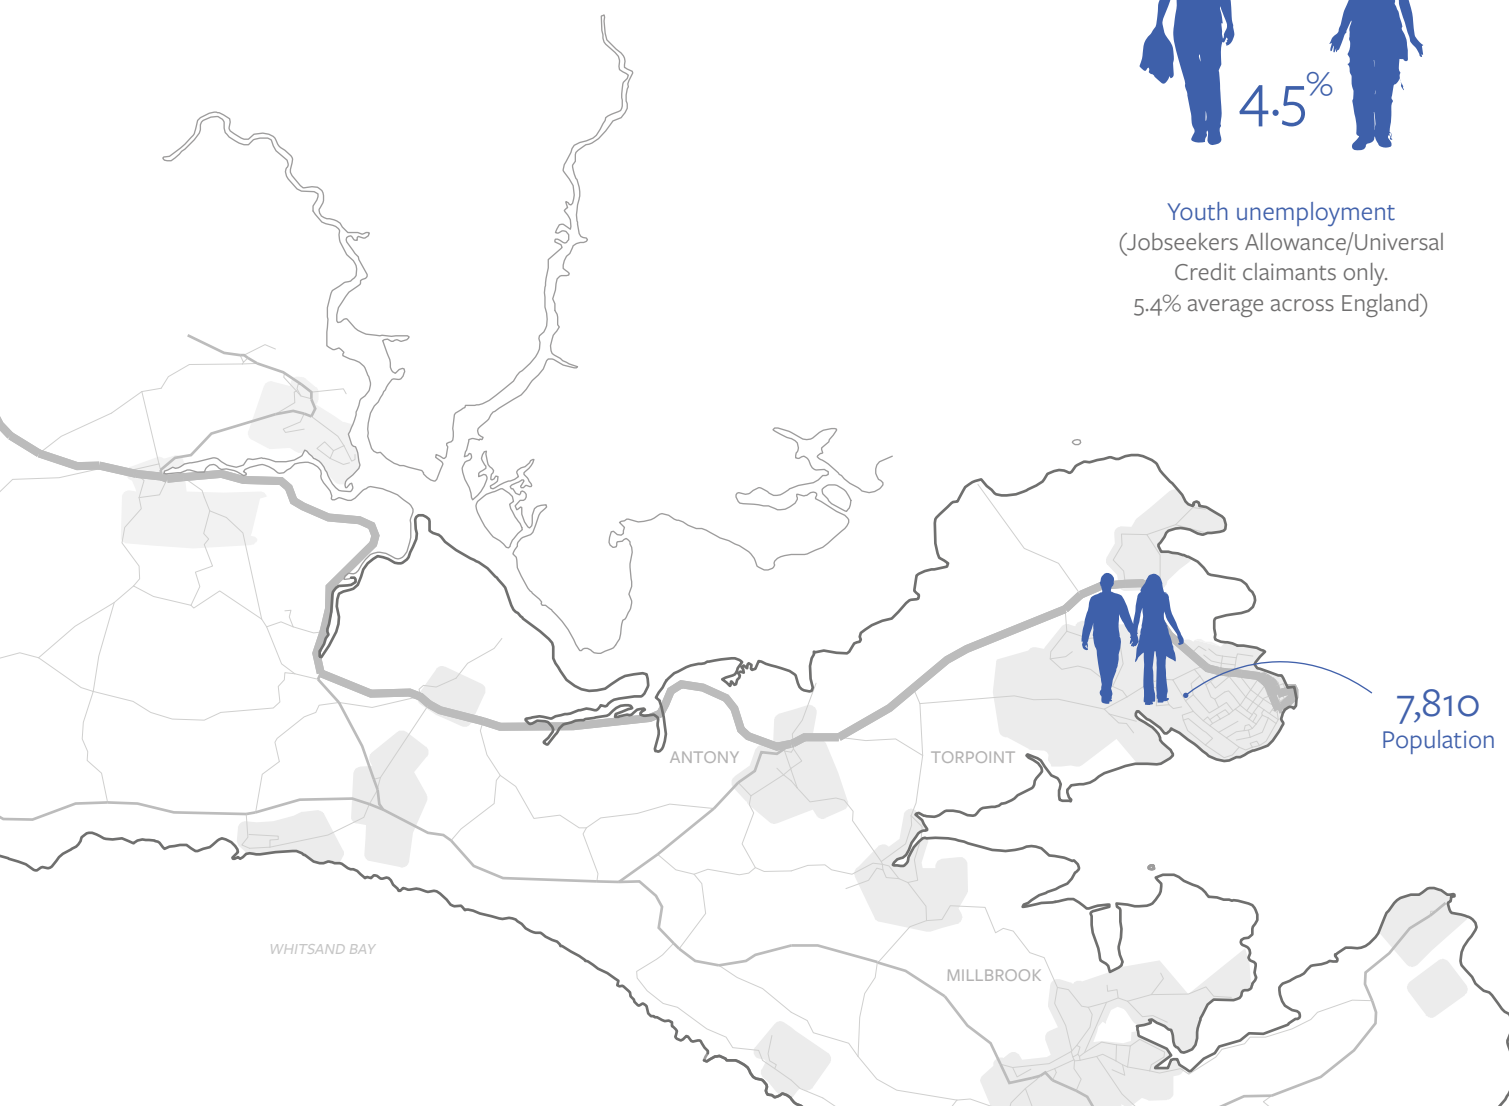 4.5%
Youth unemployment
(Jobseekers Allowance/Universal
Credit claimants only.
5.4% average across England)
7,810
Population
ANTONY
TORPOINT
WHITSAND BAY
MILLBROOK